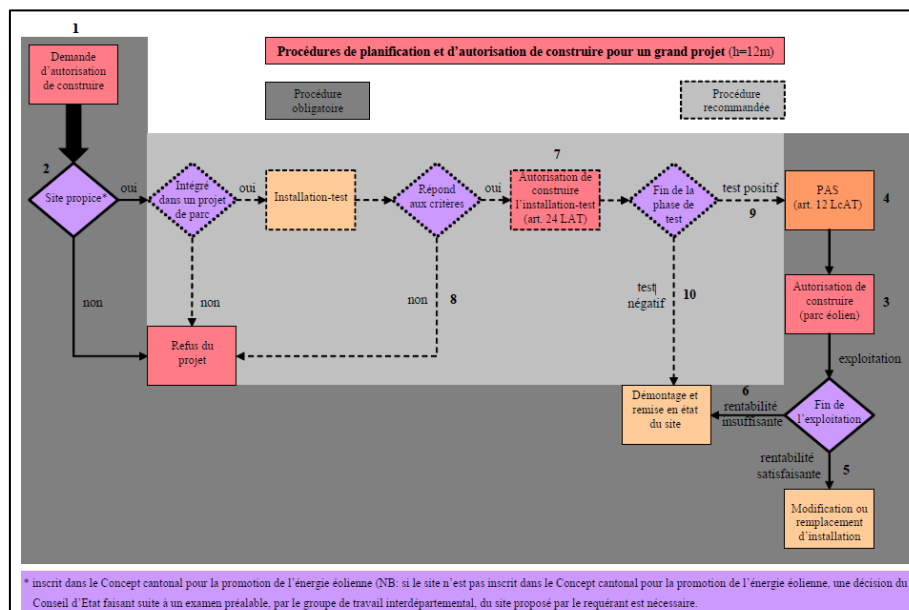 1
Demande
d'autorisation
de construire
Procédures de planification et d'autorisation de construire pour un grand projet (h=12m)
Procédure
obligatoire
Procédure
recommandée
2
Site propice*
oui
Intégré
dans un projet
de parc
oui
Installation-test
Répond
aux critères
oui
7
Autorisation de
construire
l'installation-test
(art. 24 LAT)
Fin de la
phase de
test
test positif
9
PAS
(art. 12 LcAT)
4
non
non
non
8
test
négatif
10
Autorisation de
construire
(parc éolien)
3
Refus du
projet
exploitation
Démontage et
remise en état
du site
6
rentabilité
insuffisante
Fin de
l'exploitation
rentabilité
satisfaisante
5
Modification ou
remplacement
d'installation
* inscrit dans le Concept cantonal pour la promotion de l'énergie éolienne (NB: si le site n'est pas inscrit dans le Concept cantonal pour la promotion de l'énergie éolienne, une décision du
Conseil d'Etat faisant suite à un examen préalable, par le groupe de travail interdépartemental, du site proposé par le requérant est nécessaire.